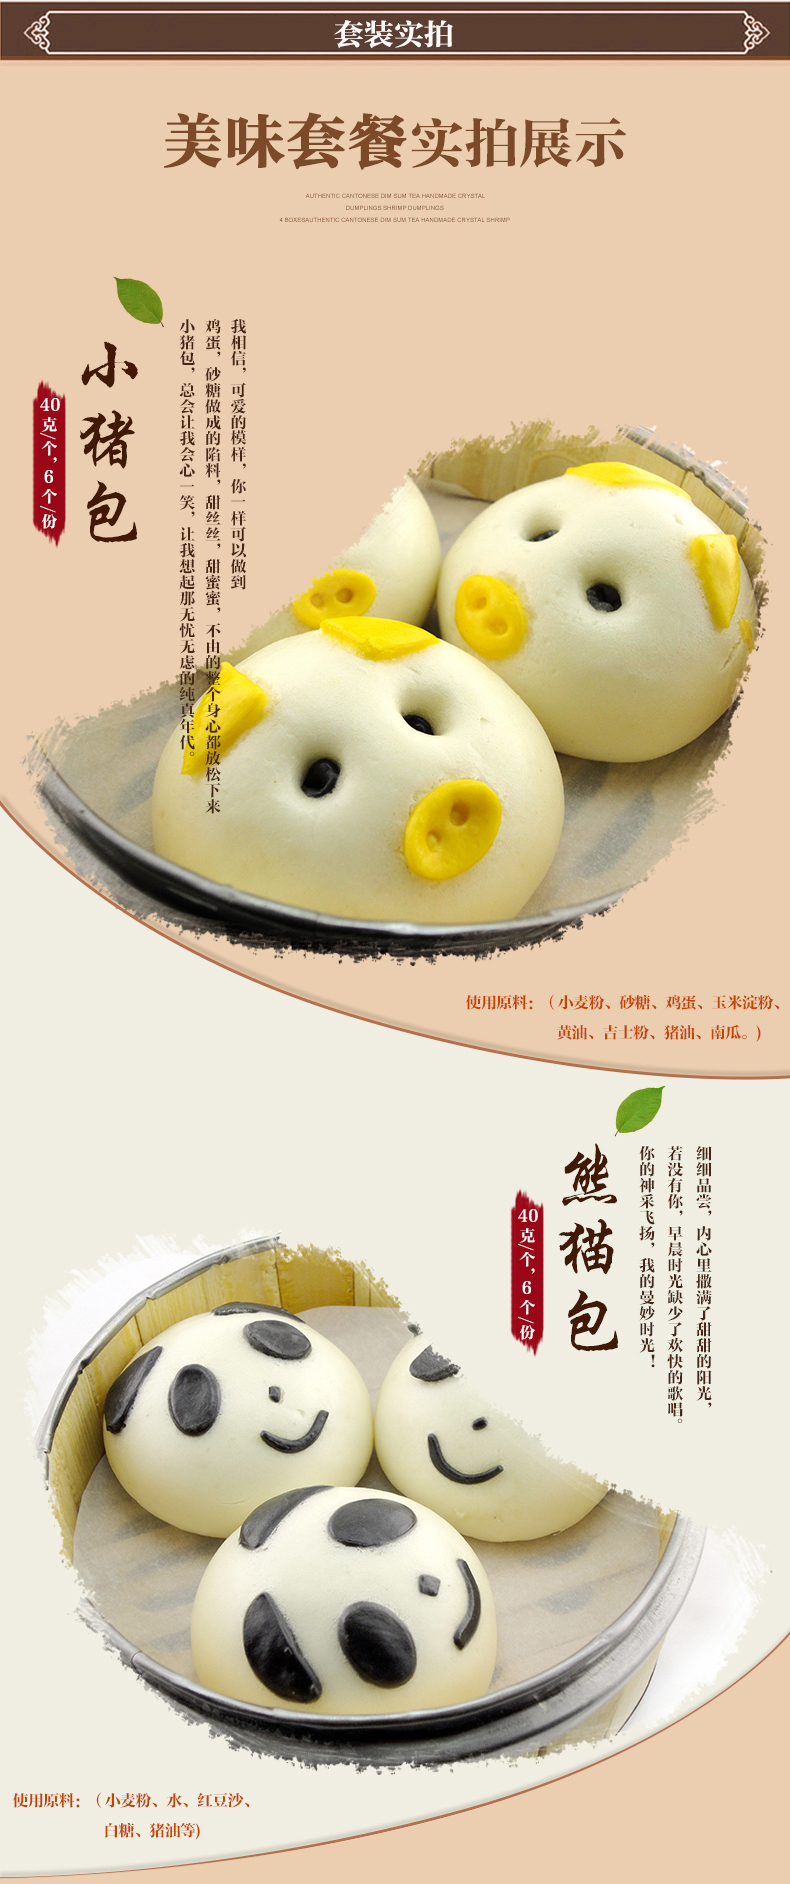 套装实拍
美味套餐实拍展示
AUTHENTIC CANTONESE DIM SUM TEA HANDMADE CRYSTAL
DUMPLINGS SHRIMP DUMPLINGS
4 BOXESAUTHENTIC CANTONESE DIM SUM TEA HANDMADE CRYSTAL SHRIMP
我相信，可爱的模样，你一样可以做到
鸡蛋，砂糖做成的陷料，甜丝丝，甜蜜蜜，不由的整个身心都放松下来
小猪包，总会让我会心一笑，让我想起那无忧无虑的纯真年代。
小猪包
40克/个，6个/份
使用原料：（小麦粉、砂糖、鸡蛋、玉米淀粉、
黄油、吉士粉、猪油、南瓜。)
细细品尝，内心里撒满了甜甜的阳光，
若没有你，早晨时光缺少了欢快的歌唱。
你的神采飞扬，我的曼妙时光！
熊猫包
40克/个，6个/份
使用原料：（小麦粉、水、红豆沙、
白糖、猪油等)